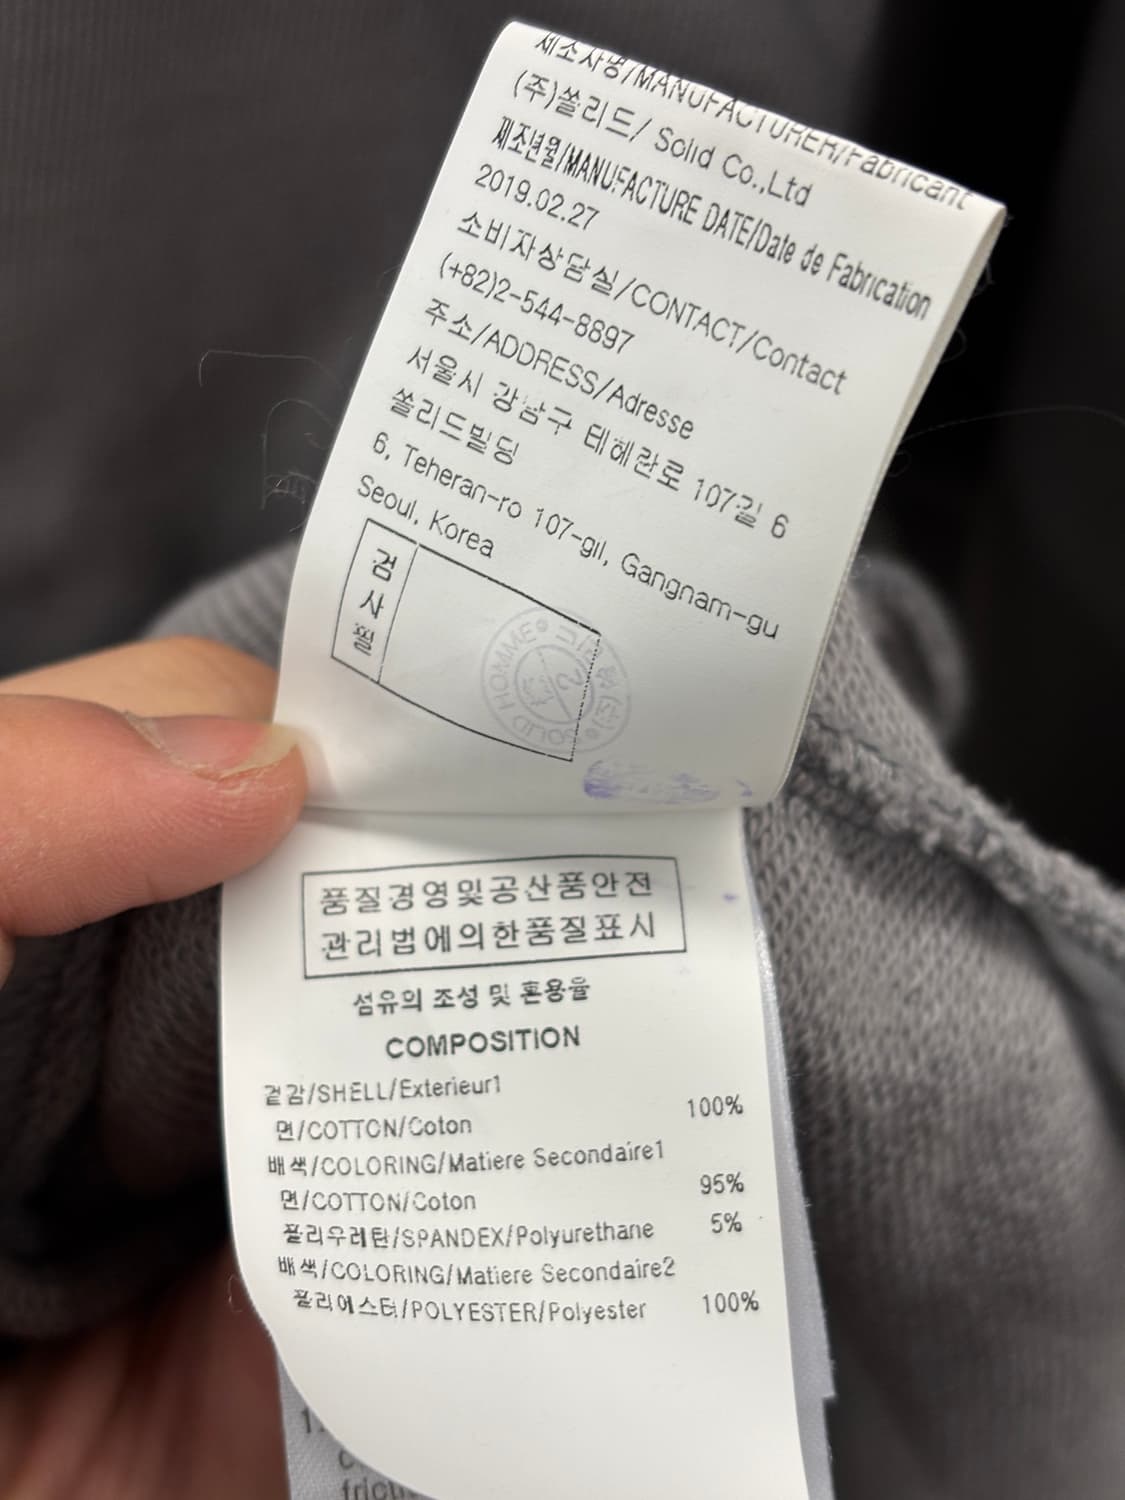 제조자명/MANUFACTURER/Fabricant
(주)쏠리드/ Solid Co.,Ltd
제조년월/MANUFACTURE DATE/Date de Fabrication
2019.02.27
소비자상담실/CONTACT/Contact
(+82)2-544-8897
주소/ADDRESS/Adresse
서울시 강남구 테헤란로 107길 6
쏠리드빌딩
6, Teheran-ro 107-gil, Gangnam-gu
Seoul, Korea
검사필
SOLID HOMME
품질경영및공산품안전
관리법에의한품질표시
섬유의 조성 및 혼용율
COMPOSITION
겉감/SHELL/Exterieur1
면/COTTON/Coton 100%
배색/COLORING/Matiere Secondaire1
면/COTTON/Coton 95%
폴리우레탄/SPANDEX/Polyurethane 5%
배색/COLORING/Matiere Secondaire2
폴리에스터/POLYESTER/Polyester 100%